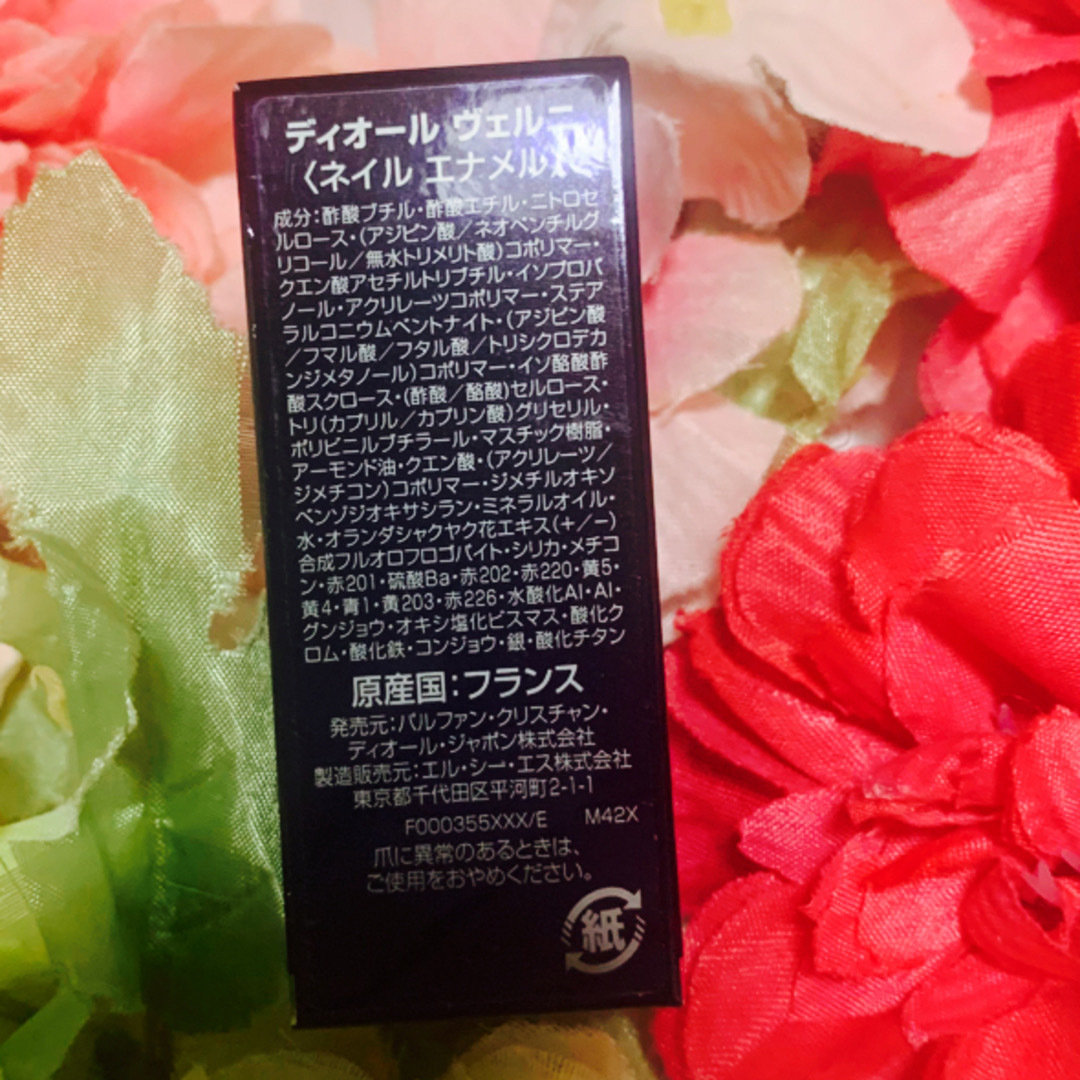 ディオール ヴェルニ
〈ネイル エナメル〉
成分:酢酸ブチル・酢酸エチル・ニトロセ
ルロース・(アジピン酸/ネオペンチルグ
リコール/無水トリメリト酸)コポリマー・
クエン酸アセチルトリブチル・イソプロパ
ノール・アクリレーツコポリマー・ステア
ラルコニウムベントナイト・(アジピン酸
/フマル酸/フタル酸/トリシクロデカ
ンジメタノール)コポリマー・イソ酪酸酢
酸スクロース・(酢酸/酪酸)セルロース・
トリ(カプリル/カプリン酸)グリセリル・
ポリビニルブチラール・マスチック樹脂・
アーモンド油・クエン酸・(アクリレーツ/
ジメチコン)コポリマー・ジメチルオキソ
ベンゾジオキサシラン・ミネラルオイル・
水・オランダシャクヤク花エキス(+/−)
合成フルオロフロゴパイト・シリカ・メチコ
ン・赤201・硫酸Ba・赤202・赤220・黄5・
黄4・青1・黄203・赤226・水酸化Al・Al・
グンジョウ・オキシ塩化ビスマス・酸化ク
ロム・酸化鉄・コンジョウ・銀・酸化チタン
原産国:フランス
発売元:パルファン・クリスチャン・
ディオール・ジャポン株式会社
製造販売元:エル・シー・エス株式会社
東京都千代田区平河町2-1-1
F000355XXX/E M42X
爪に異常のあるときは、
ご使用をおやめください。
紙